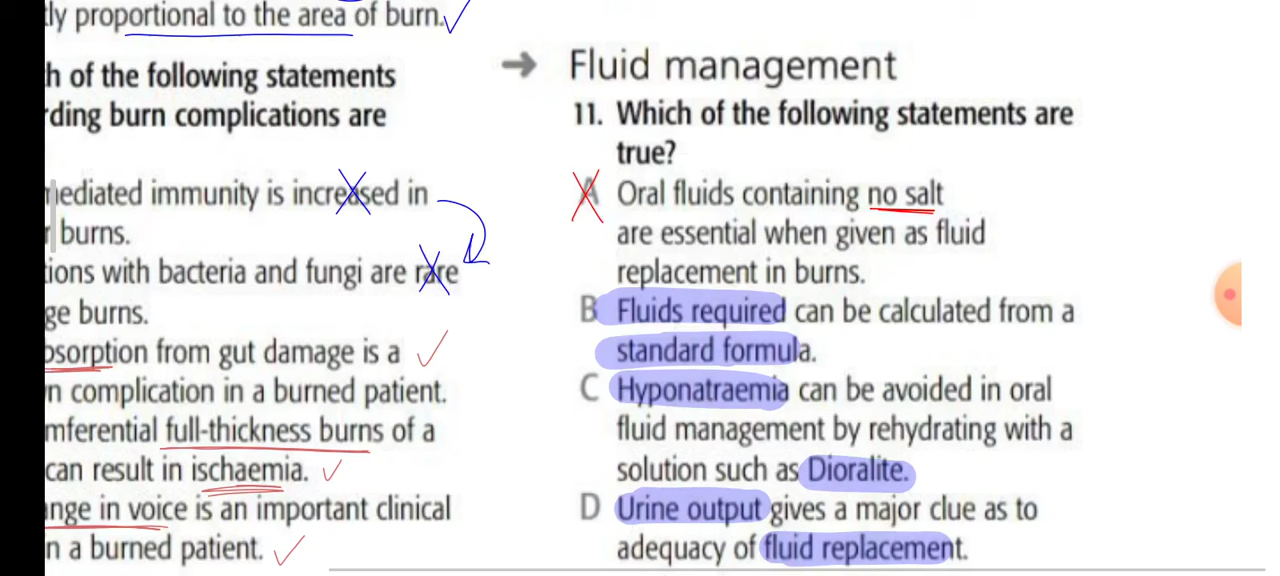 ly proportional to the area of burn.
h of the following statements
ding burn complications are
mediated immunity is increased in
burns.
ions with bacteria and fungi are rare
ge burns.
bsorption from gut damage is a
n complication in a burned patient.
mferential full-thickness burns of a
can result in ischaemia.
ange in voice is an important clinical
n a burned patient.
→ Fluid management
11. Which of the following statements are
true?
A Oral fluids containing no salt
are essential when given as fluid
replacement in burns.
B Fluids required can be calculated from a
standard formula.
C Hyponatraemia can be avoided in oral
fluid management by rehydrating with a
solution such as Dioralite.
D Urine output gives a major clue as to
adequacy of fluid replacement.